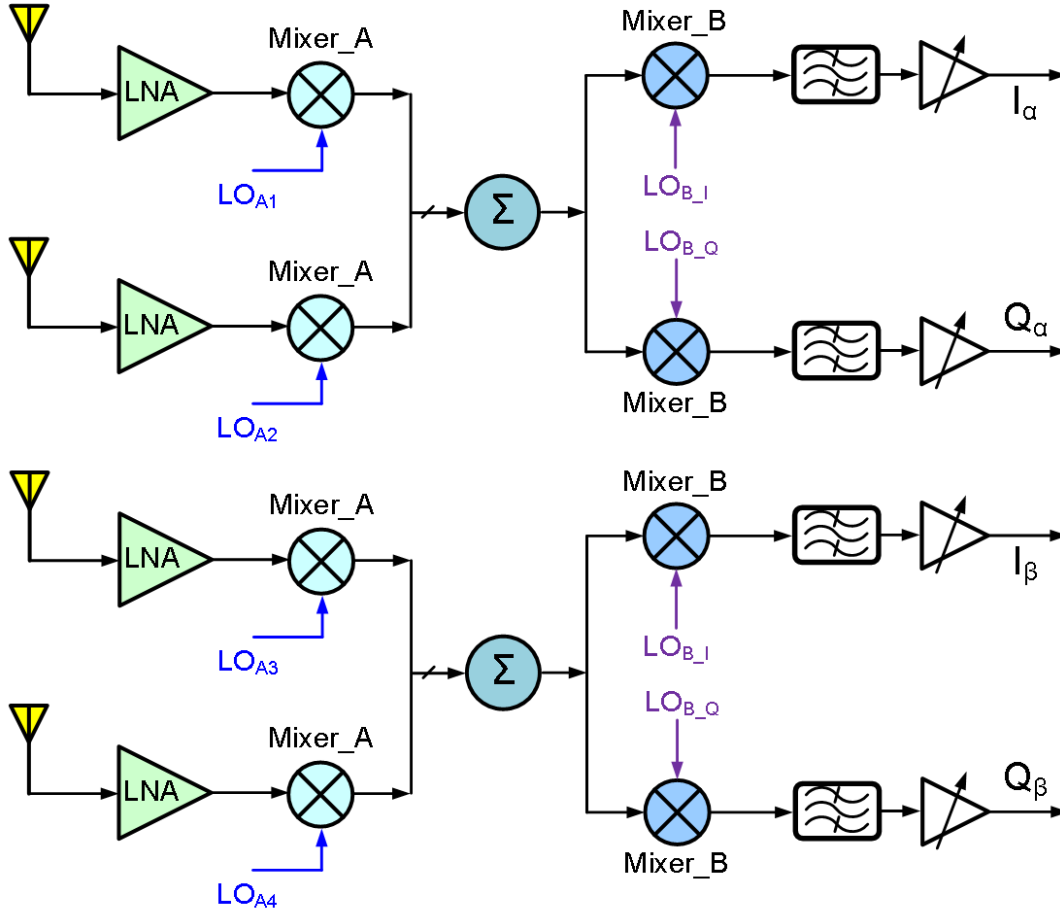 Mixer_A
LNA
LO_A1
Mixer_B
LO_B_I
I_α
Σ
Mixer_A
LNA
LO_A2
LO_B_Q
Mixer_B
Q_α
Mixer_A
LNA
LO_A3
Mixer_B
LO_B_I
I_β
Σ
Mixer_A
LNA
LO_A4
LO_B_Q
Mixer_B
Q_β